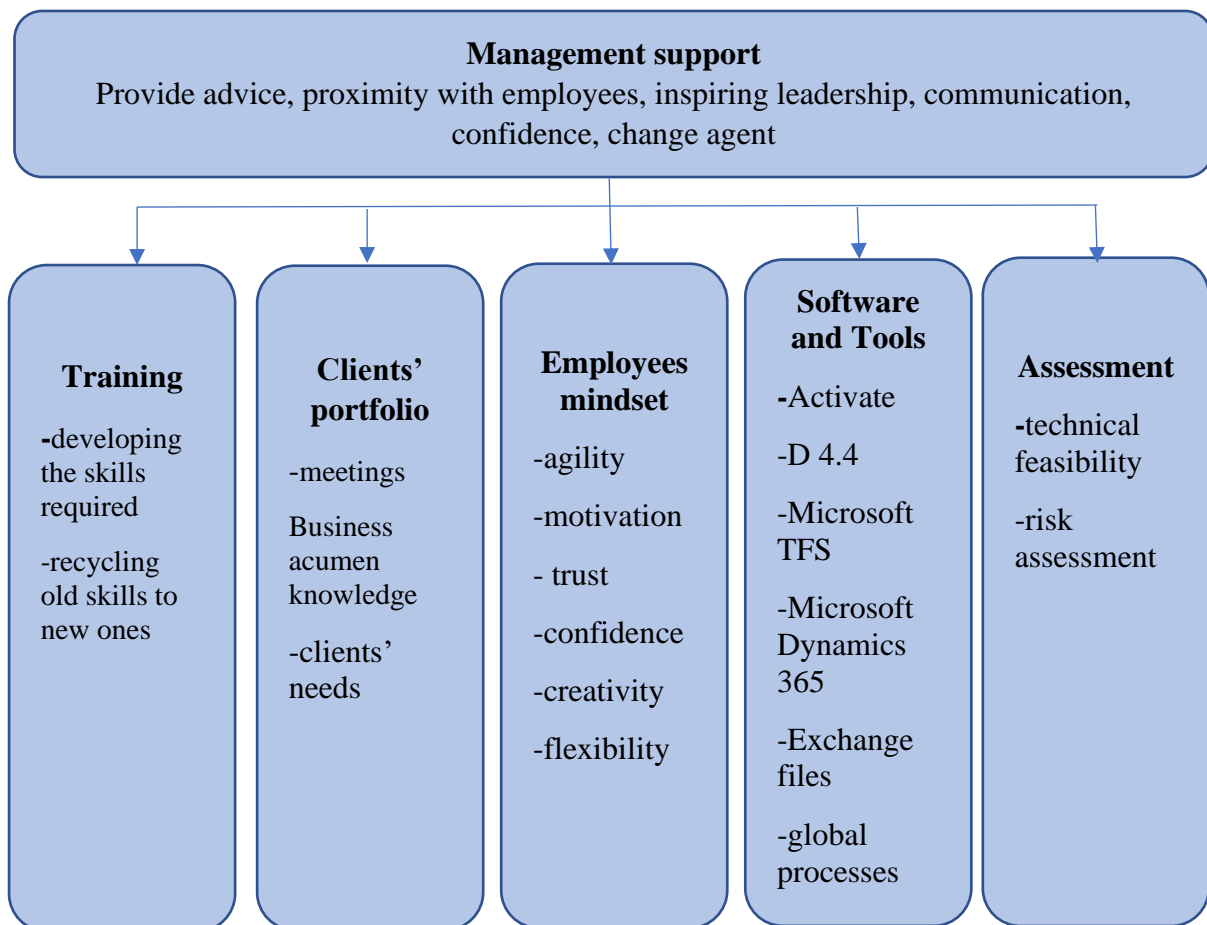 Management support
Provide advice, proximity with employees, inspiring leadership, communication,
confidence, change agent
Training
-developing
the skills
required
-recycling
old skills to
new ones
Clients’
portfolio
-meetings
Business
acumen
knowledge
-clients’
needs
Employees
mindset
-agility
-motivation
- trust
-confidence
-creativity
-flexibility
Software
and Tools
-Activate
-D 4.4
-Microsoft
TFS
-Microsoft
Dynamics
365
-Exchange
files
-global
processes
Assessment
-technical
feasibility
-risk
assessment